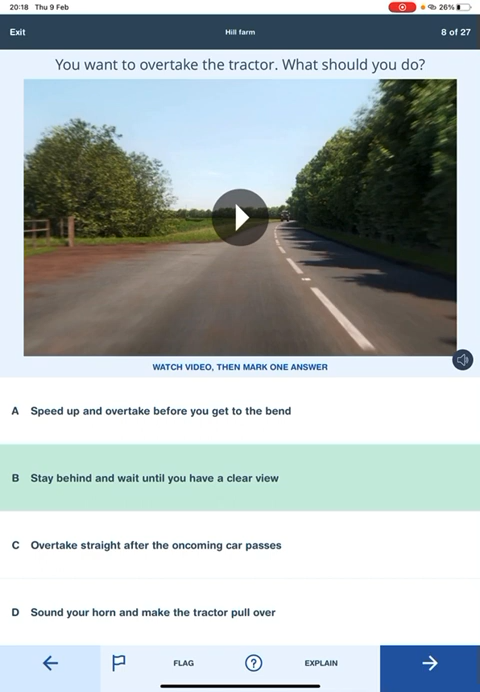 20:18 Thu 9 Feb
26%
Exit
Hill farm
8 of 27
You want to overtake the tractor. What should you do?
WATCH VIDEO, THEN MARK ONE ANSWER
A Speed up and overtake before you get to the bend
B Stay behind and wait until you have a clear view
C Overtake straight after the oncoming car passes
D Sound your horn and make the tractor pull over
FLAG
?
EXPLAIN